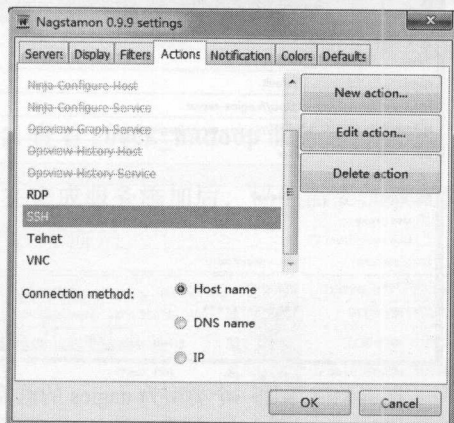 Nagstamon 0.9.9 settings
Servers Display Filters Actions Notification Colors Defaults
Ninja-Configure-Host
Ninja-Configure-Service
Opsview-Graph-Service
Opsview-History-Host
Opsview-History-Service
RDP
SSH
Telnet
VNC
New action...
Edit action...
Delete action
Connection method:
Host name
DNS name
IP
OK
Cancel